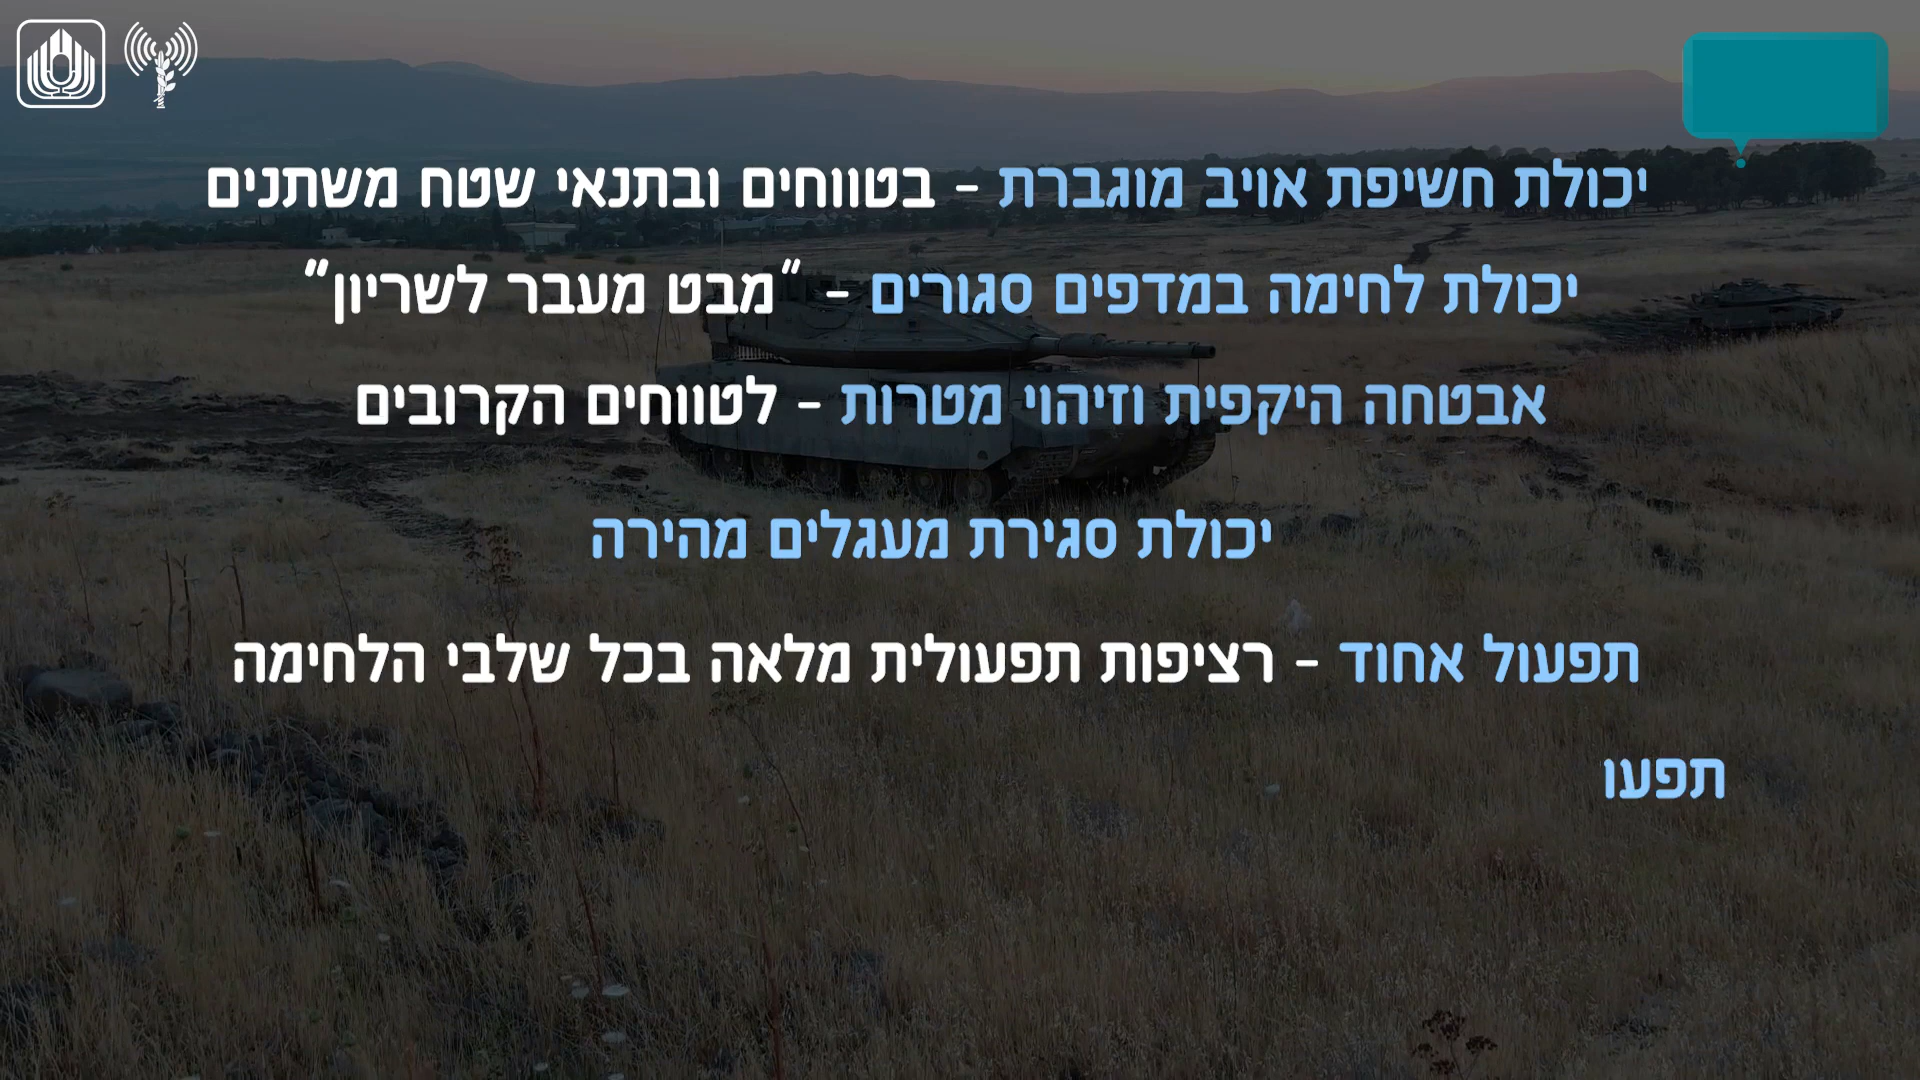 יכולת חשיפת אויב מוגברת - בטווחים ובתנאי שטח משתנים
יכולת לחימה במדפים סגורים - "מבט מעבר לשריון"
אבטחה היקפית וזיהוי מטרות - לטווחים הקרובים
יכולת סגירת מעגלים מהירה
תפעול אחוד - רציפות תפעולית מלאה בכל שלבי הלחימה
תפעו